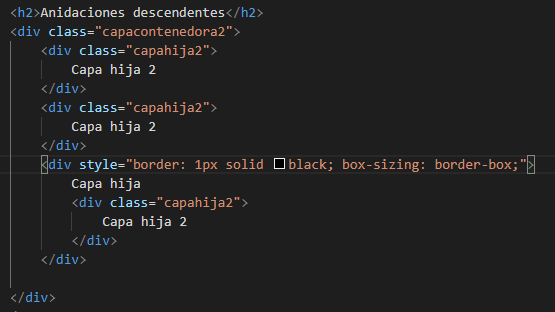 <h2>Anidaciones descendentes</h2>
<div class="capacontenedora2">
    <div class="capahija2">
        Capa hija 2
    </div>
    <div class="capahija2">
        Capa hija 2
    </div>
    <div style="border: 1px solid black; box-sizing: border-box;">
        Capa hija
        <div class="capahija2">
            Capa hija 2
        </div>
    </div>
</div>